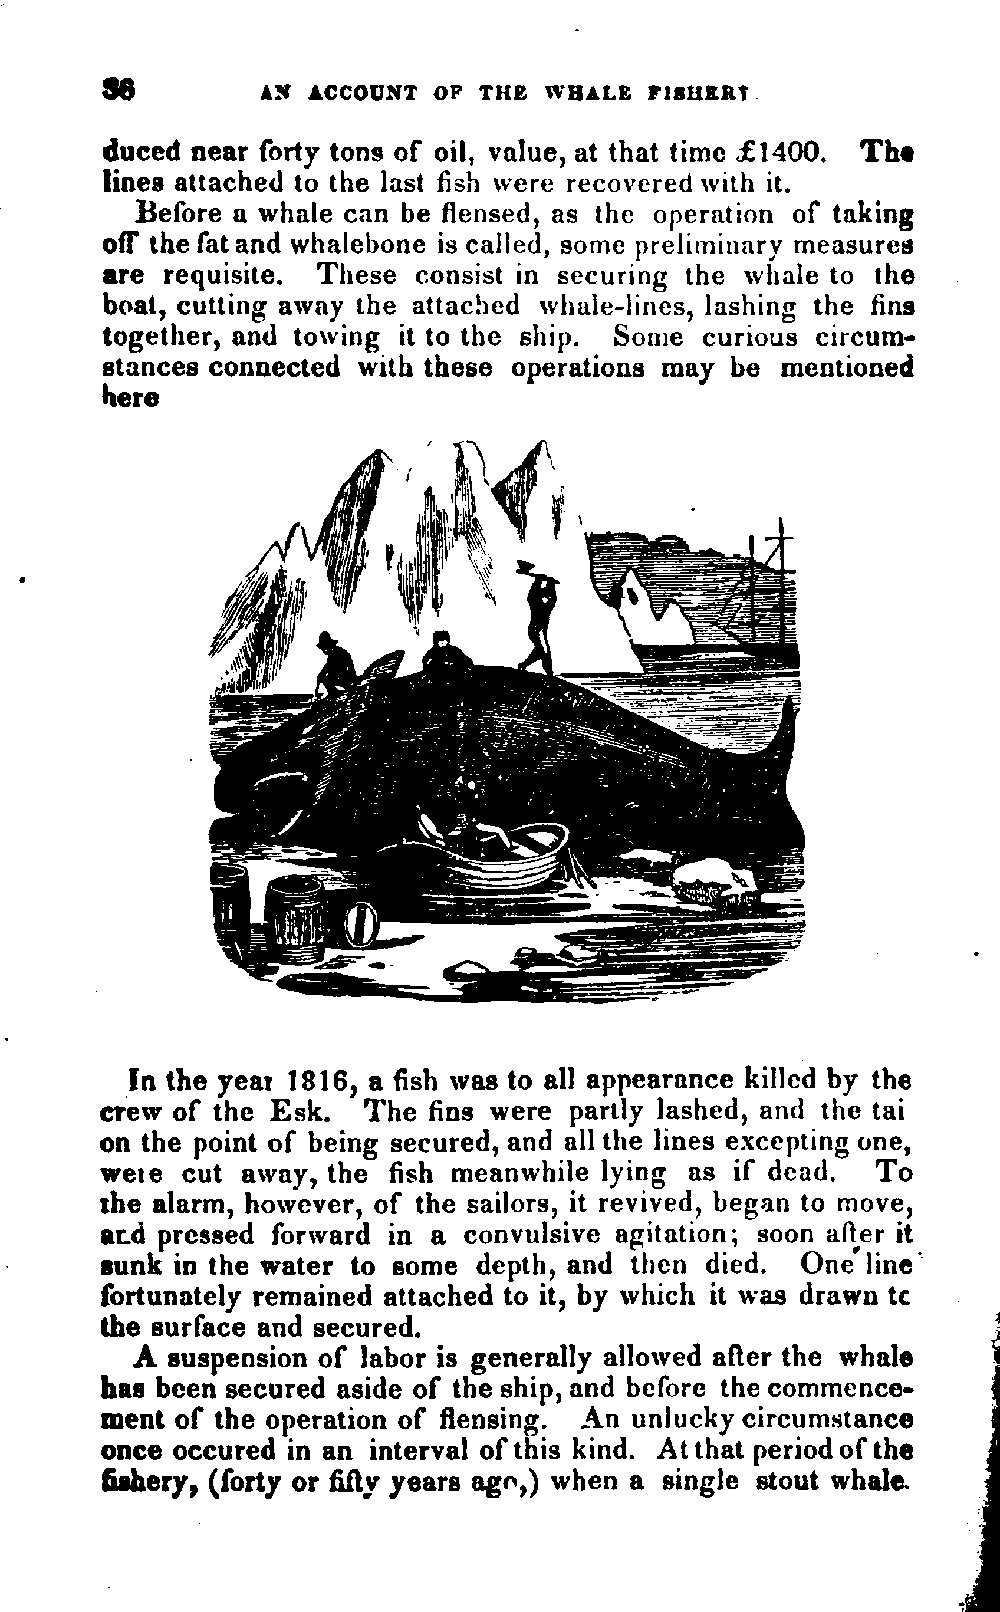 36 AN ACCOUNT OF THE WHALE FISHERY
duced near forty tons of oil, value, at that time £1400. The
lines attached to the last fish were recovered with it.
Before a whale can be flensed, as the operation of taking
off the fat and whalebone is called, some preliminary measures
are requisite. These consist in securing the whale to the
boat, cutting away the attached whale-lines, lashing the fins
together, and towing it to the ship. Some curious circum-
stances connected with these operations may be mentioned
here
In the year 1816, a fish was to all appearance killed by the
crew of the Esk. The fins were partly lashed, and the tai
on the point of being secured, and all the lines excepting one,
were cut away, the fish meanwhile lying as if dead. To
the alarm, however, of the sailors, it revived, began to move,
and pressed forward in a convulsive agitation; soon after it
sunk in the water to some depth, and then died. One line
fortunately remained attached to it, by which it was drawn to
the surface and secured.
A suspension of labor is generally allowed after the whale
has been secured aside of the ship, and before the commence-
ment of the operation of flensing. An unlucky circumstance
once occured in an interval of this kind. At that period of the
fishery, (forty or fifty years ago,) when a single stout whale